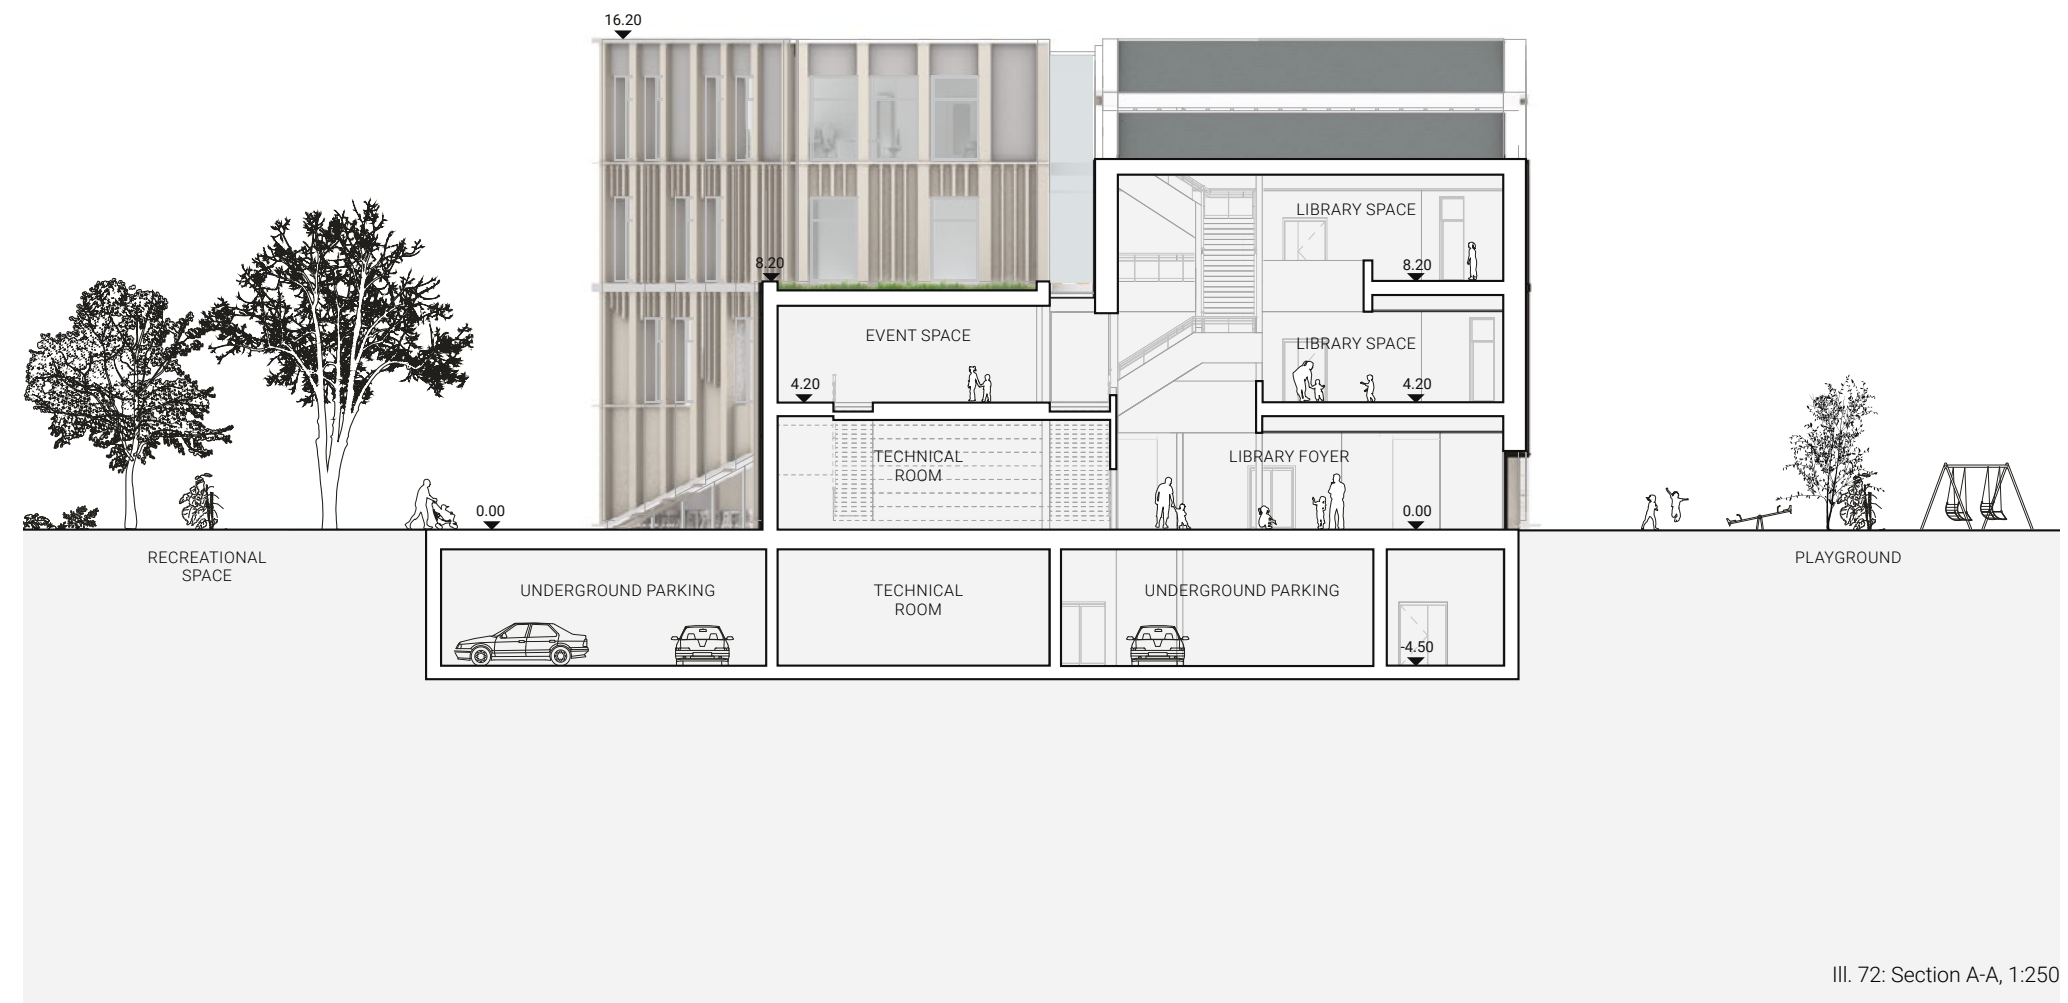 16.20
LIBRARY SPACE
8.20
8.20
EVENT SPACE
LIBRARY SPACE
4.20
4.20
TECHNICAL
ROOM
LIBRARY FOYER
0.00
0.00
RECREATIONAL
SPACE
PLAYGROUND
UNDERGROUND PARKING
TECHNICAL
ROOM
UNDERGROUND PARKING
-4.50
Ill. 72: Section A-A, 1:250